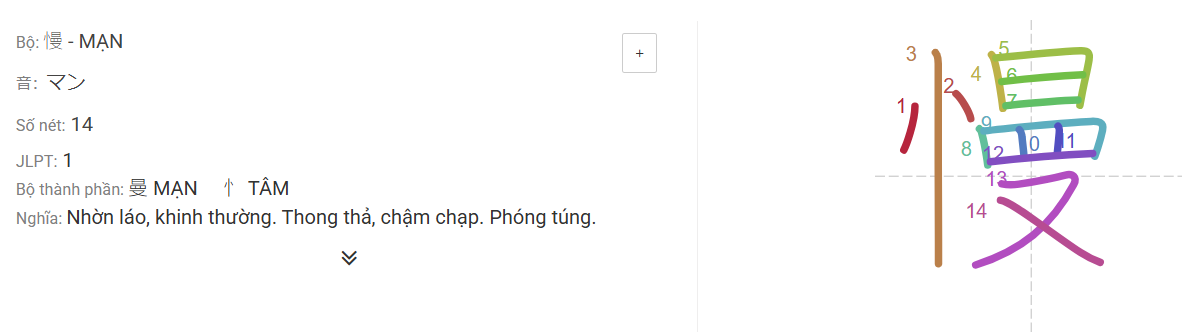 Bộ: 慢 - MẠN
+
音: マン
Số nét: 14
JLPT: 1
Bộ thành phần: 曼 MẠN 忄 TÂM
Nghĩa: Nhờn láo, khinh thường. Thong thả, chậm chạp. Phóng túng.
慢
1
2
3
4
5
6
7
8
9
0
11
12
13
14